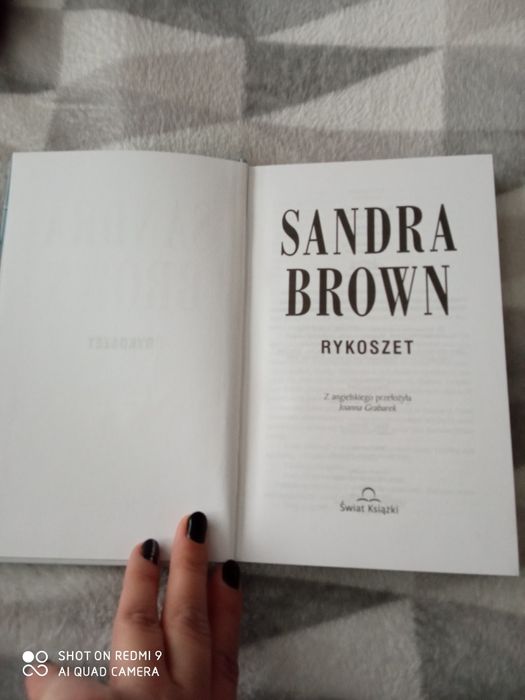 SANDRA
BROWN
RYKOSZET
Z angielskiego przełożyła
Joanna Grabarek
Świat Książki
SHOT ON REDMI 9
AI QUAD CAMERA